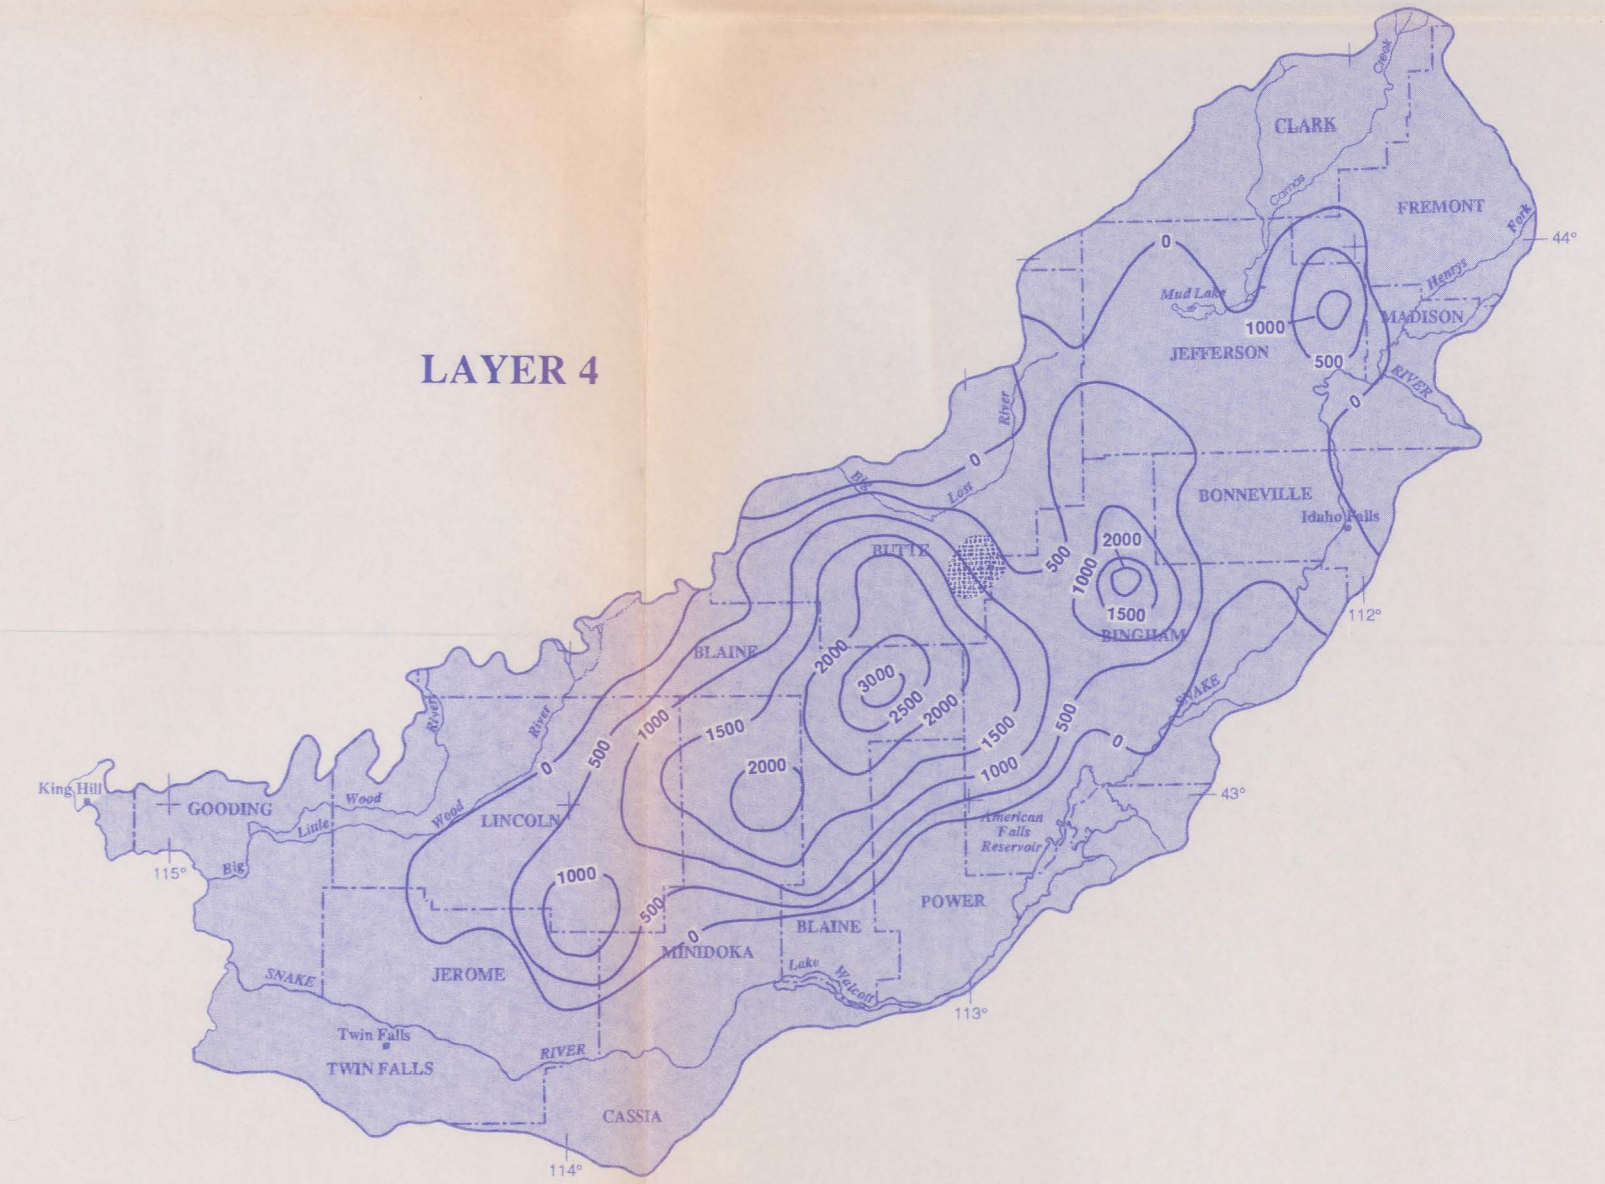 Creek
CLARK
Camas
FREMONT
Fork
44°
0
Henrys
Mud Lake
MADISON
1000
JEFFERSON
500
LAYER 4
RIVER
River
0
0
Big
Lost
BONNEVILLE
Idaho Falls
BUTTE
2000
500
1000
1500
112°
BINGHAM
BLAINE
2000
3000
SNAKE
2500
2000
River
River
1000
1500
500
1500
0
500
0
2000
1000
King Hill
GOODING
Wood
43°
Little
Wood
LINCOLN
American
Falls
Reservoir
115°
Big
1000
500
POWER
BLAINE
0
MINIDOKA
Lake
Walcott
SNAKE
JEROME
113°
Twin Falls
RIVER
TWIN FALLS
CASSIA
114°